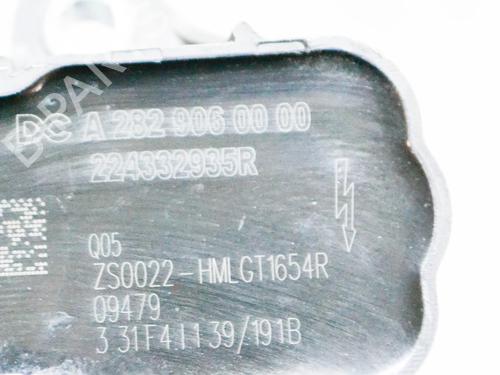 DC A 282 906 00 00
224332935R
Q05
ZS0022-HMLGT1654R
09479
3 31F41139/191B